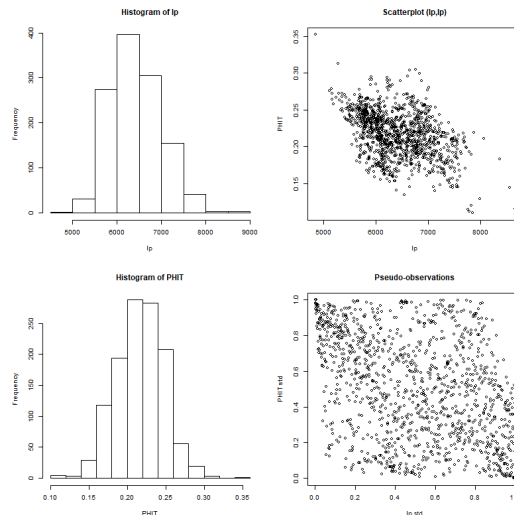 Histogram of Ip
Frequency
0 100 200 300 400
5000 6000 7000 8000 9000
Ip
Scatterplot (Ip,Ip)
PHIT
0.15 0.20 0.25 0.30 0.35
5000 6000 7000 8000
Ip
Histogram of PHIT
Frequency
0 50 100 150 200 250
0.10 0.15 0.20 0.25 0.30 0.35
PHIT
Pseudo-observations
PHIT std
0.0 0.2 0.4 0.6 0.8 1.0
0.0 0.2 0.4 0.6 0.8 1.0
Ip std